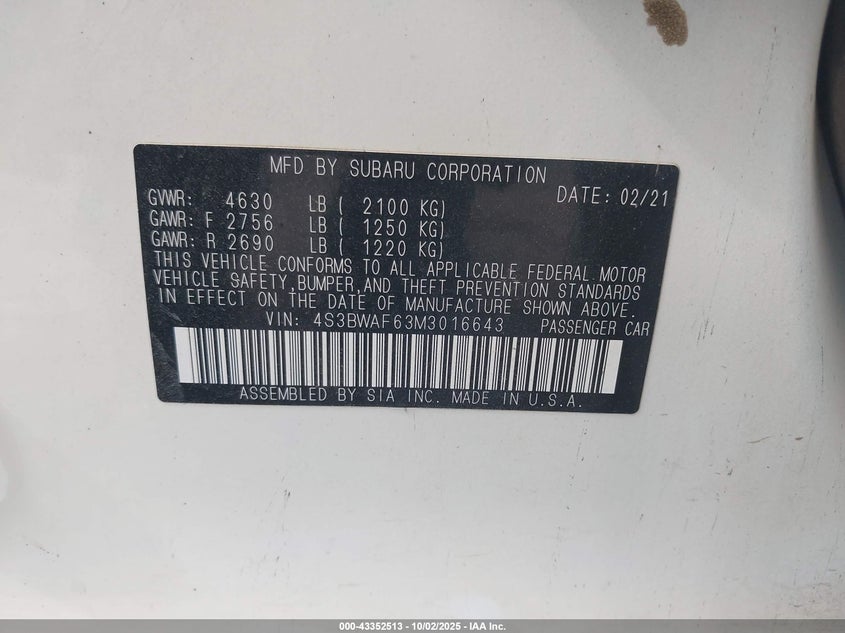 MFD BY SUBARU CORPORATION
DATE: 02/21
GVWR: 4630 LB ( 2100 KG)
GAWR: F 2756 LB ( 1250 KG)
GAWR: R 2690 LB ( 1220 KG)
THIS VEHICLE CONFORMS TO ALL APPLICABLE FEDERAL MOTOR
VEHICLE SAFETY,BUMPER,AND THEFT PREVENTION STANDARDS
IN EFFECT ON THE DATE OF MANUFACTURE SHOWN ABOVE.
VIN: 4S3BWAF63M3016643 PASSENGER CAR
ASSEMBLED BY SIA INC. MADE IN U.S.A.
000-43352513 - 10/02/2025 - IAA Inc.